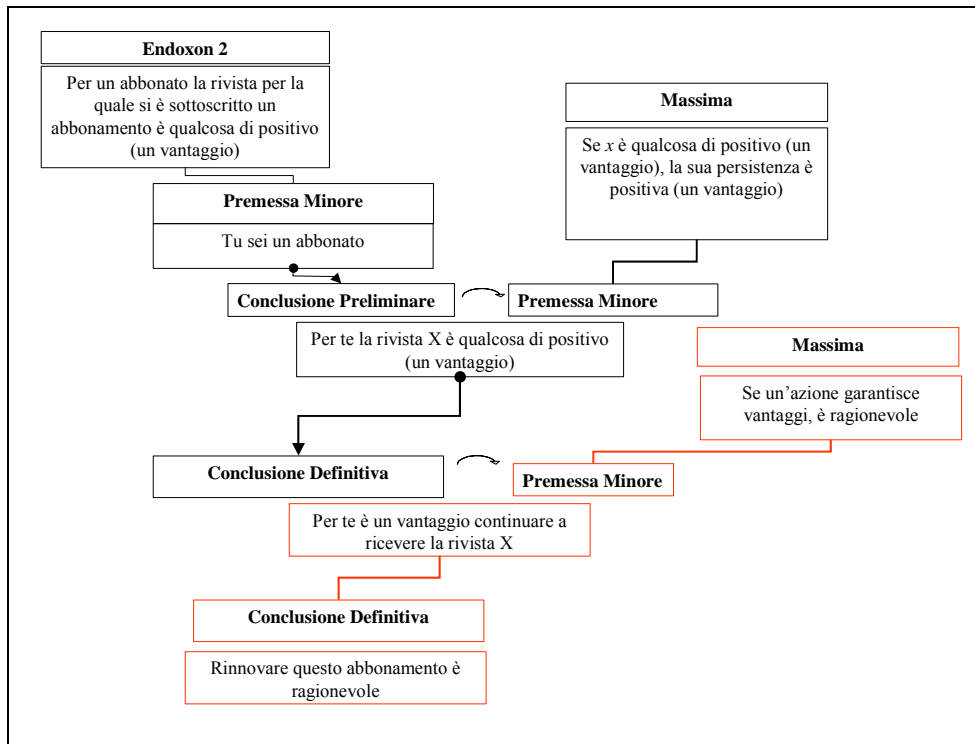 Endoxon 2
Per un abbonato la rivista per la
quale si è sottoscritto un
abbonamento è qualcosa di positivo
(un vantaggio)
Massima
Se x è qualcosa di positivo (un
vantaggio), la sua persistenza è
positiva (un vantaggio)
Premessa Minore
Tu sei un abbonato
Conclusione Preliminare
Premessa Minore
Per te la rivista X è qualcosa di positivo
(un vantaggio)
Massima
Se un’azione garantisce
vantaggi, è ragionevole
Conclusione Definitiva
Premessa Minore
Per te è un vantaggio continuare a
ricevere la rivista X
Conclusione Definitiva
Rinnovare questo abbonamento è
ragionevole